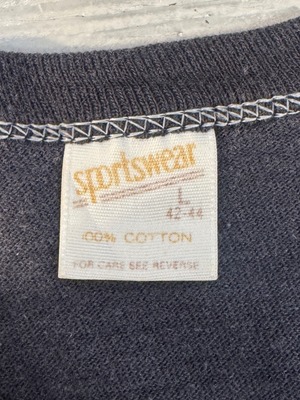 sportswear
L
42-44
100% COTTON
FOR CARE SEE REVERSE